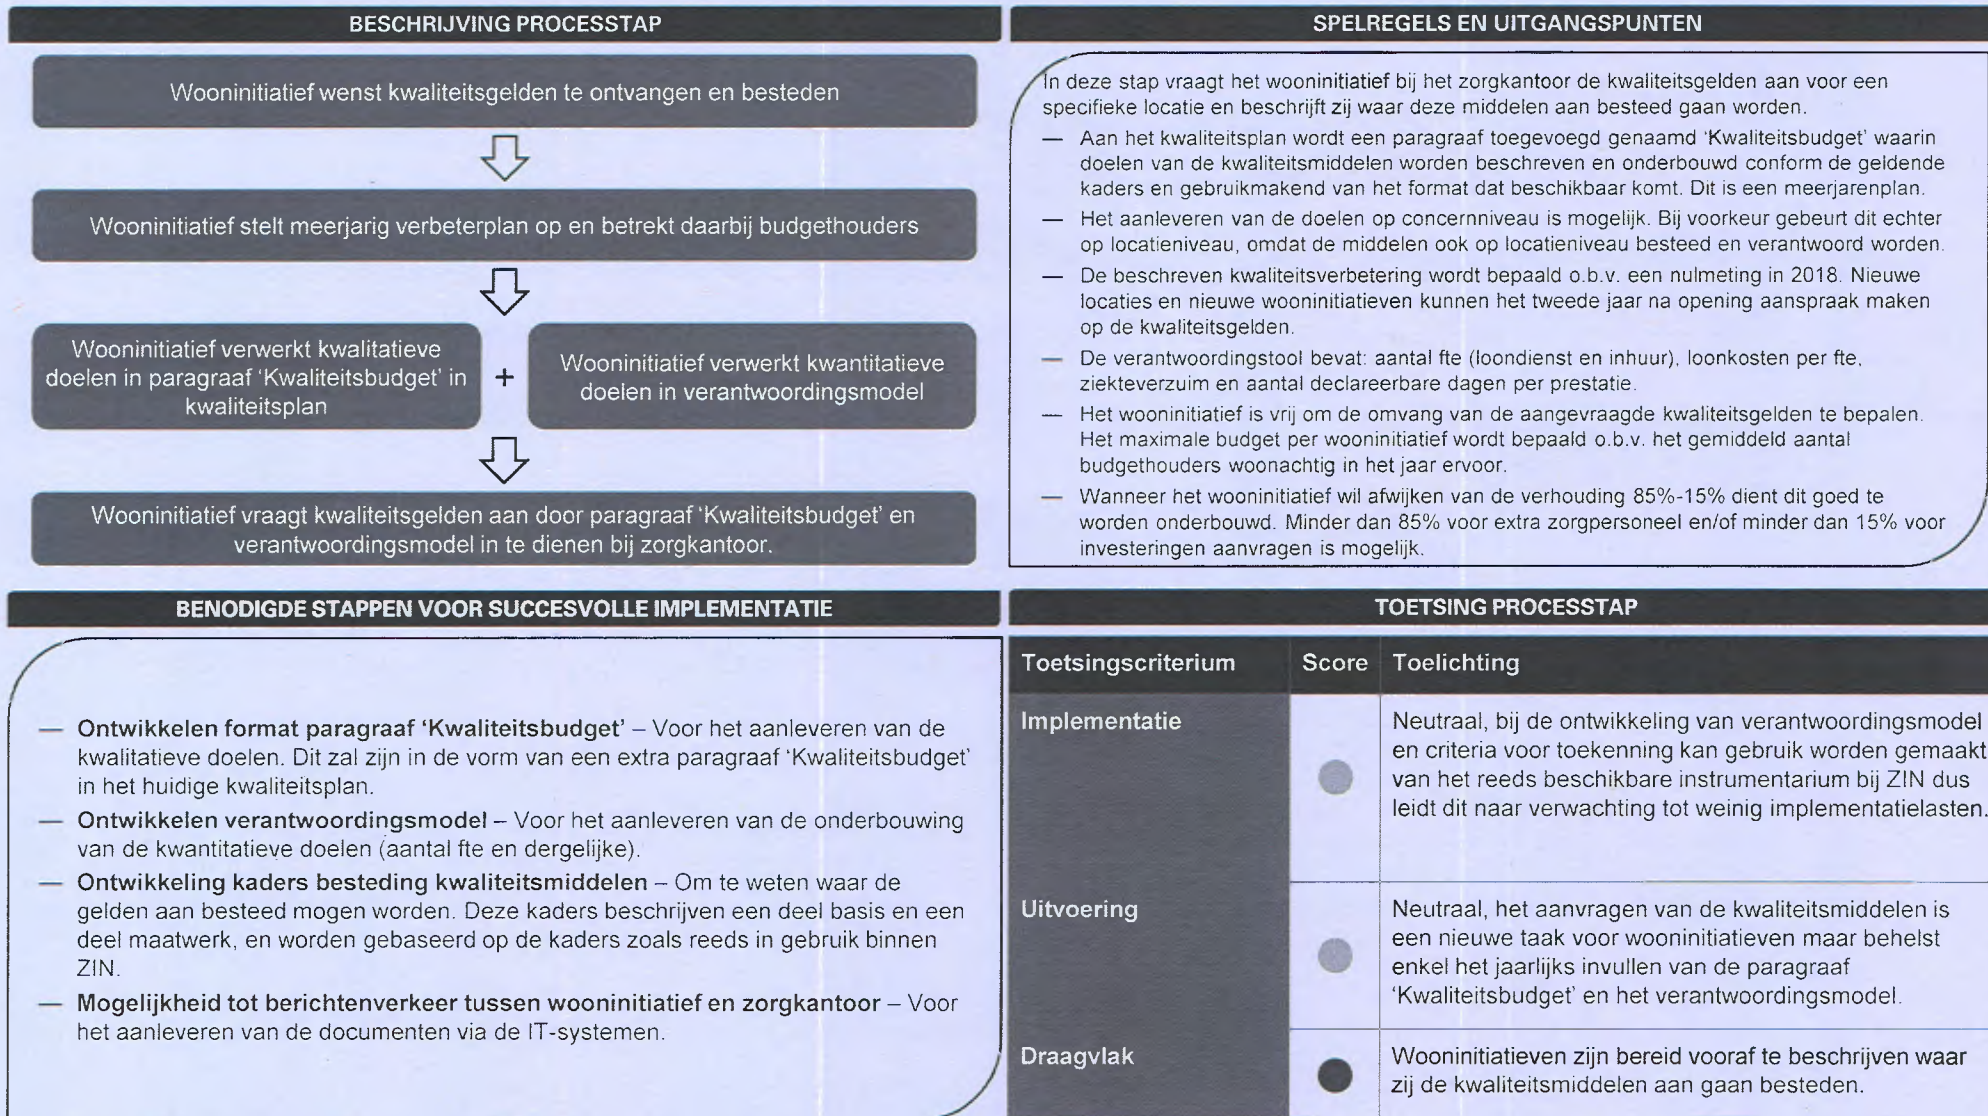 BESCHRIJVING PROCESSTAP
Wooninitiatief wenst kwaliteitsgelden te ontvangen en besteden
Wooninitiatief stelt meerjarig verbeterplan op en betrekt daarbij budgethouders
Wooninitiatief verwerkt kwalitatieve
doelen in paragraaf ‘Kwaliteitsbudget’ in
kwaliteitsplan
+
Wooninitiatief verwerkt kwantitatieve
doelen in verantwoordingsmodel
Wooninitiatief vraagt kwaliteitsgelden aan door paragraaf ‘Kwaliteitsbudget’ en
verantwoordingsmodel in te dienen bij zorgkantoor.
SPELREGELS EN UITGANGSPUNTEN
In deze stap vraagt het wooninitiatief bij het zorgkantoor de kwaliteitsgelden aan voor een
specifieke locatie en beschrijft zij waar deze middelen aan besteed gaan worden.
— Aan het kwaliteitsplan wordt een paragraaf toegevoegd genaamd ‘Kwaliteitsbudget’ waarin
doelen van de kwaliteitsmiddelen worden beschreven en onderbouwd conform de geldende
kaders en gebruikmakend van het format dat beschikbaar komt. Dit is een meerjarenplan.
— Het aanleveren van de doelen op concernniveau is mogelijk. Bij voorkeur gebeurt dit echter
op locatieniveau, omdat de middelen ook op locatieniveau besteed en verantwoord worden.
— De beschreven kwaliteitsverbetering wordt bepaald o.b.v. een nulmeting in 2018. Nieuwe
locaties en nieuwe wooninitiatieven kunnen het tweede jaar na opening aanspraak maken
op de kwaliteitsgelden.
— De verantwoordingstool bevat: aantal fte (loondienst en inhuur), loonkosten per fte,
ziekteverzuim en aantal declareerbare dagen per prestatie.
— Het wooninitiatief is vrij om de omvang van de aangevraagde kwaliteitsgelden te bepalen.
Het maximale budget per wooninitiatief wordt bepaald o.b.v. het gemiddeld aantal
budgethouders woonachtig in het jaar ervoor.
— Wanneer het wooninitiatief wil afwijken van de verhouding 85%-15% dient dit goed te
worden onderbouwd. Minder dan 85% voor extra zorgpersoneel en/of minder dan 15% voor
investeringen aanvragen is mogelijk.
BENODIGDE STAPPEN VOOR SUCCESVOLLE IMPLEMENTATIE
— Ontwikkelen format paragraaf ‘Kwaliteitsbudget’ – Voor het aanleveren van de
kwalitatieve doelen. Dit zal zijn in de vorm van een extra paragraaf ‘Kwaliteitsbudget’
in het huidige kwaliteitsplan.
— Ontwikkelen verantwoordingsmodel – Voor het aanleveren van de onderbouwing
van de kwantitatieve doelen (aantal fte en dergelijke).
— Ontwikkeling kaders besteding kwaliteitsmiddelen – Om te weten waar de
gelden aan besteed mogen worden. Deze kaders beschrijven een deel basis en een
deel maatwerk, en worden gebaseerd op de kaders zoals reeds in gebruik binnen
ZIN.
— Mogelijkheid tot berichtenverkeer tussen wooninitiatief en zorgkantoor – Voor
het aanleveren van de documenten via de IT-systemen.
TOETSING PROCESSTAP
Toetsingscriterium Score Toelichting
Implementatie
Neutraal, bij de ontwikkeling van verantwoordingsmodel
en criteria voor toekenning kan gebruik worden gemaakt
van het reeds beschikbare instrumentarium bij ZIN dus
leidt dit naar verwachting tot weinig implementatielasten.
Uitvoering
Neutraal, het aanvragen van de kwaliteitsmiddelen is
een nieuwe taak voor wooninitiatieven maar behelst
enkel het jaarlijks invullen van de paragraaf
‘Kwaliteitsbudget’ en het verantwoordingsmodel.
Draagvlak
Wooninitiatieven zijn bereid vooraf te beschrijven waar
zij de kwaliteitsmiddelen aan gaan besteden.